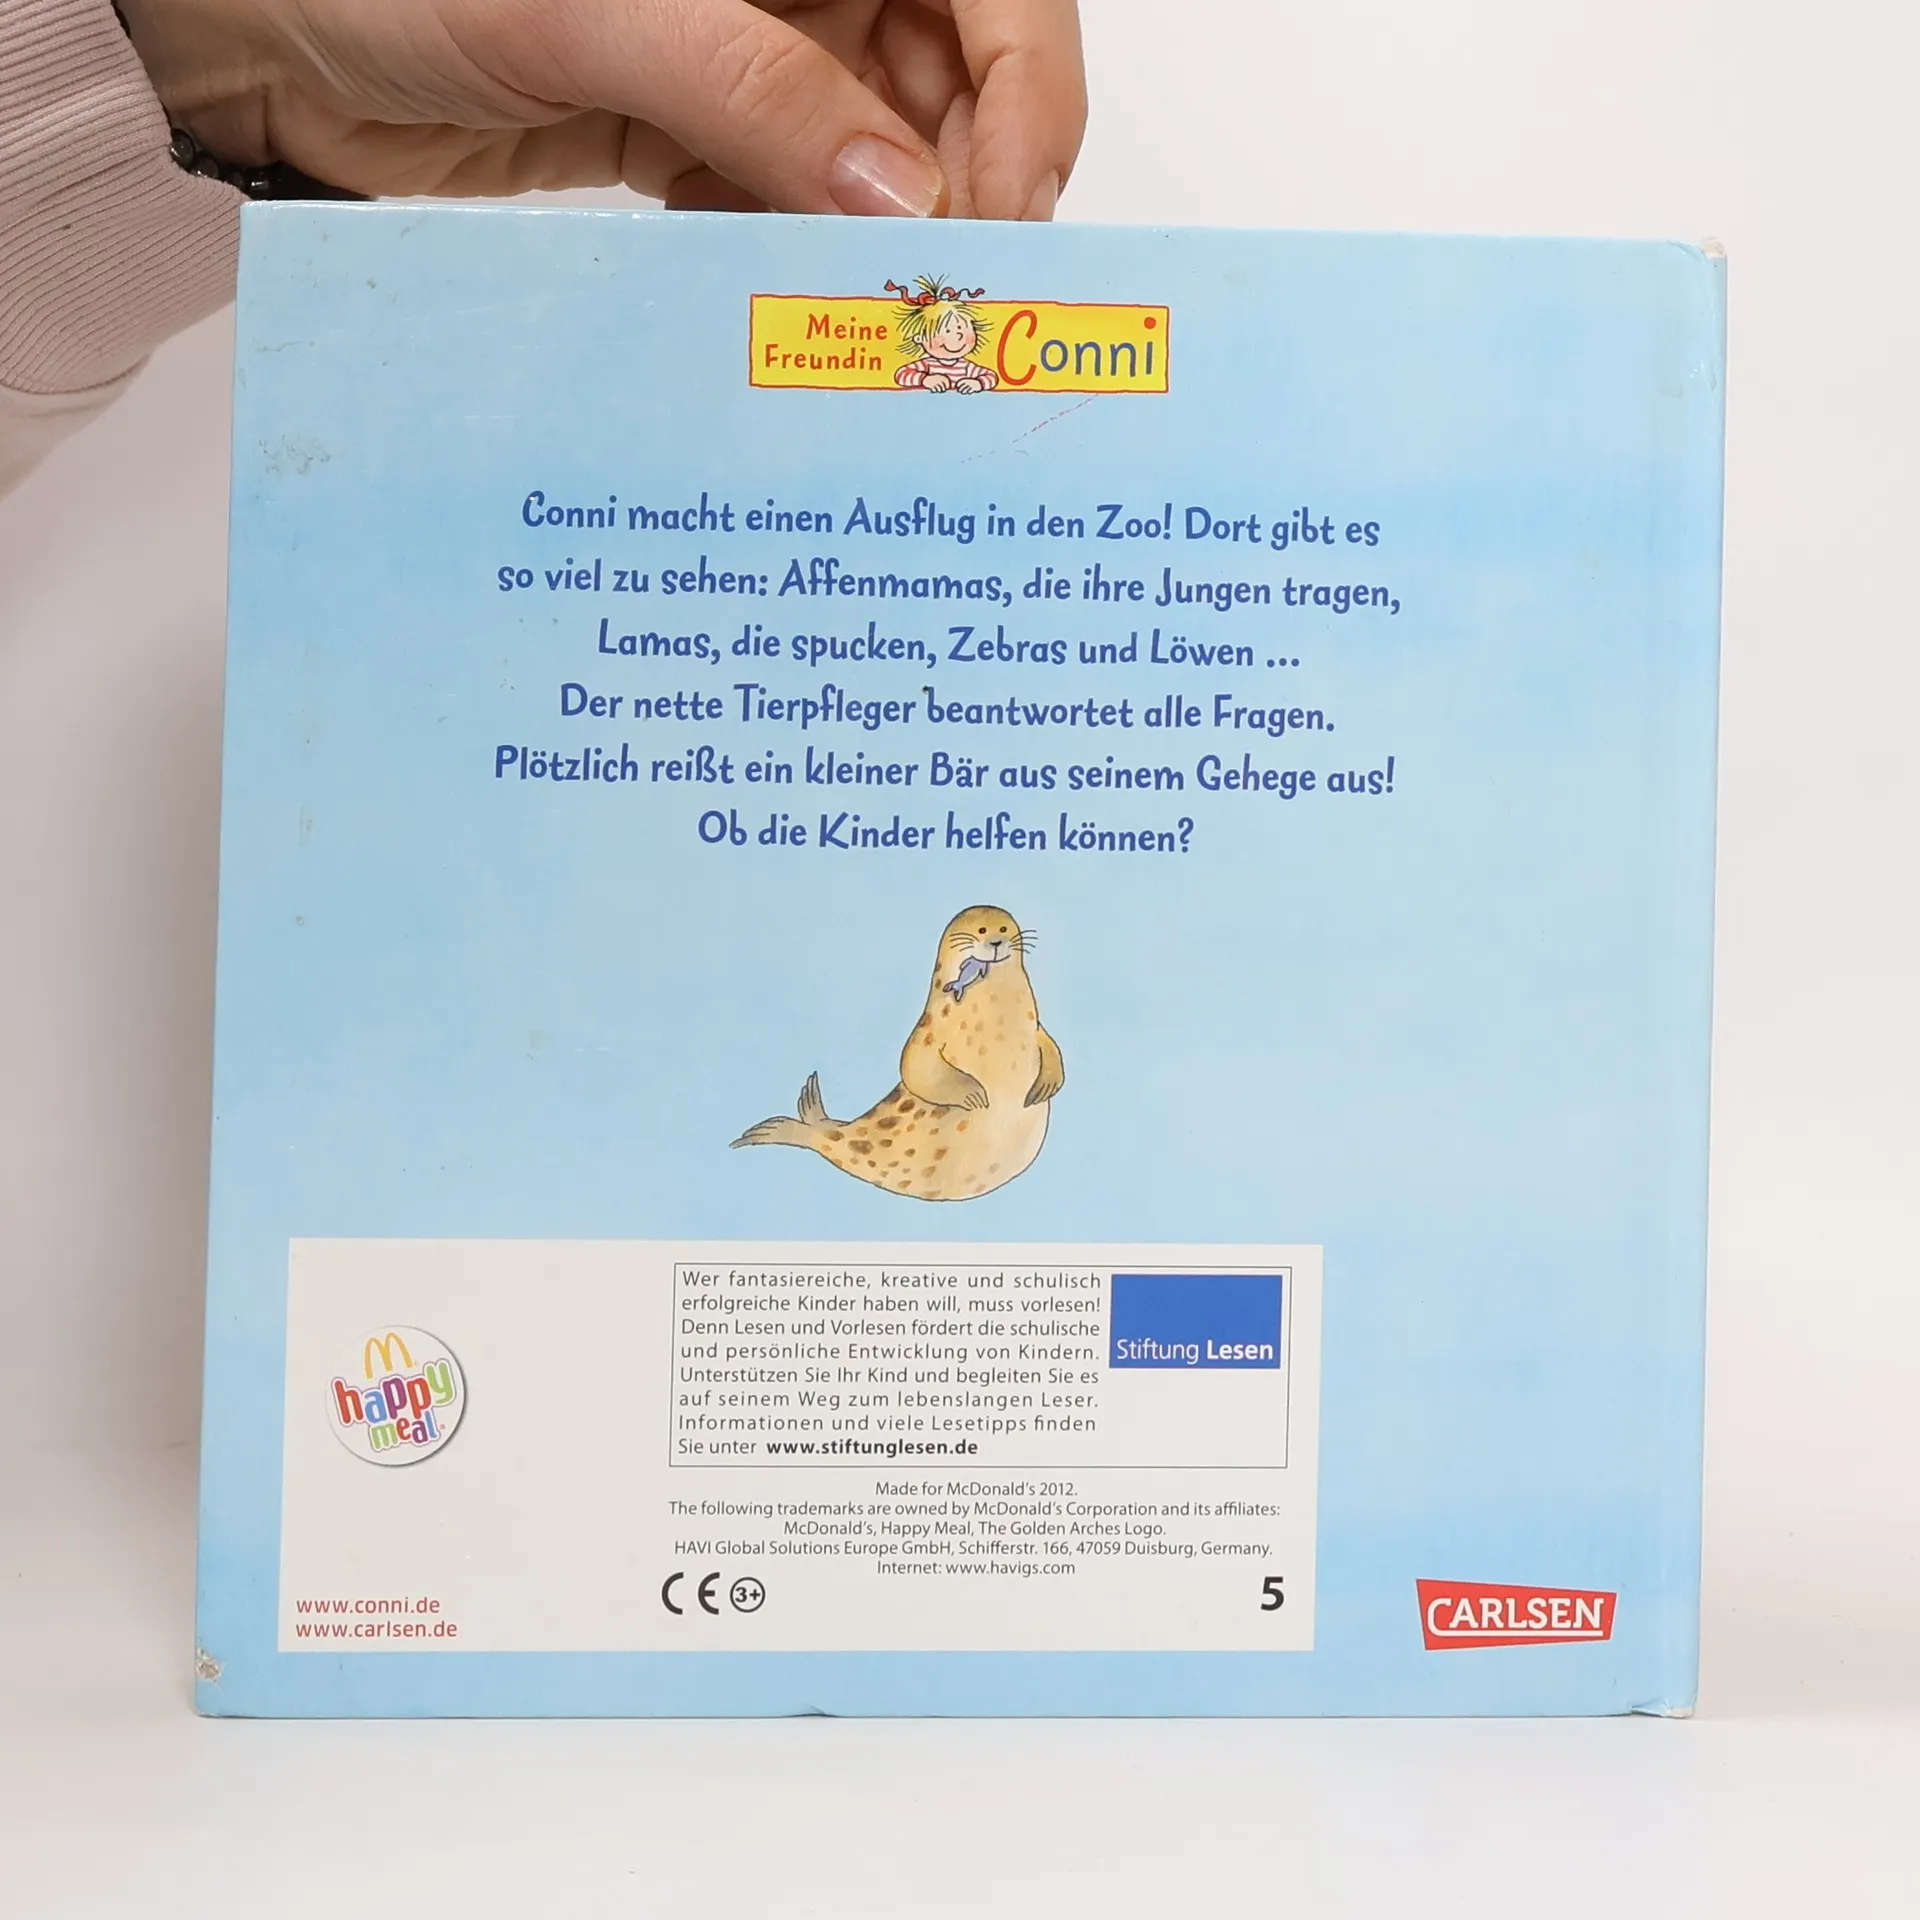 Meine
Freundin
Conni
Conni macht einen Ausflug in den Zoo! Dort gibt es
so viel zu sehen: Affenmamas, die ihre Jungen tragen,
Lamas, die spucken, Zebras und Löwen ...
Der nette Tierpfleger beantwortet alle Fragen.
Plötzlich reißt ein kleiner Bär aus seinem Gehege aus!
Ob die Kinder helfen können?
Wer fantasiereiche, kreative und schulisch
erfolgreiche Kinder haben will, muss vorlesen!
Denn Lesen und Vorlesen fördert die schulische
und persönliche Entwicklung von Kindern.
Unterstützen Sie Ihr Kind und begleiten Sie es
auf seinem Weg zum lebenslangen Leser.
Informationen und viele Lesetipps finden
Sie unter www.stiftunglesen.de
Stiftung Lesen
happy
meal
Made for McDonald's 2012.
The following trademarks are owned by McDonald's Corporation and its affiliates:
McDonald's, Happy Meal, The Golden Arches Logo.
HAVI Global Solutions Europe GmbH, Schifferstr. 166, 47059 Duisburg, Germany.
Internet: www.havigs.com
CE 3+
5
www.conni.de
www.carlsen.de
CARLSEN